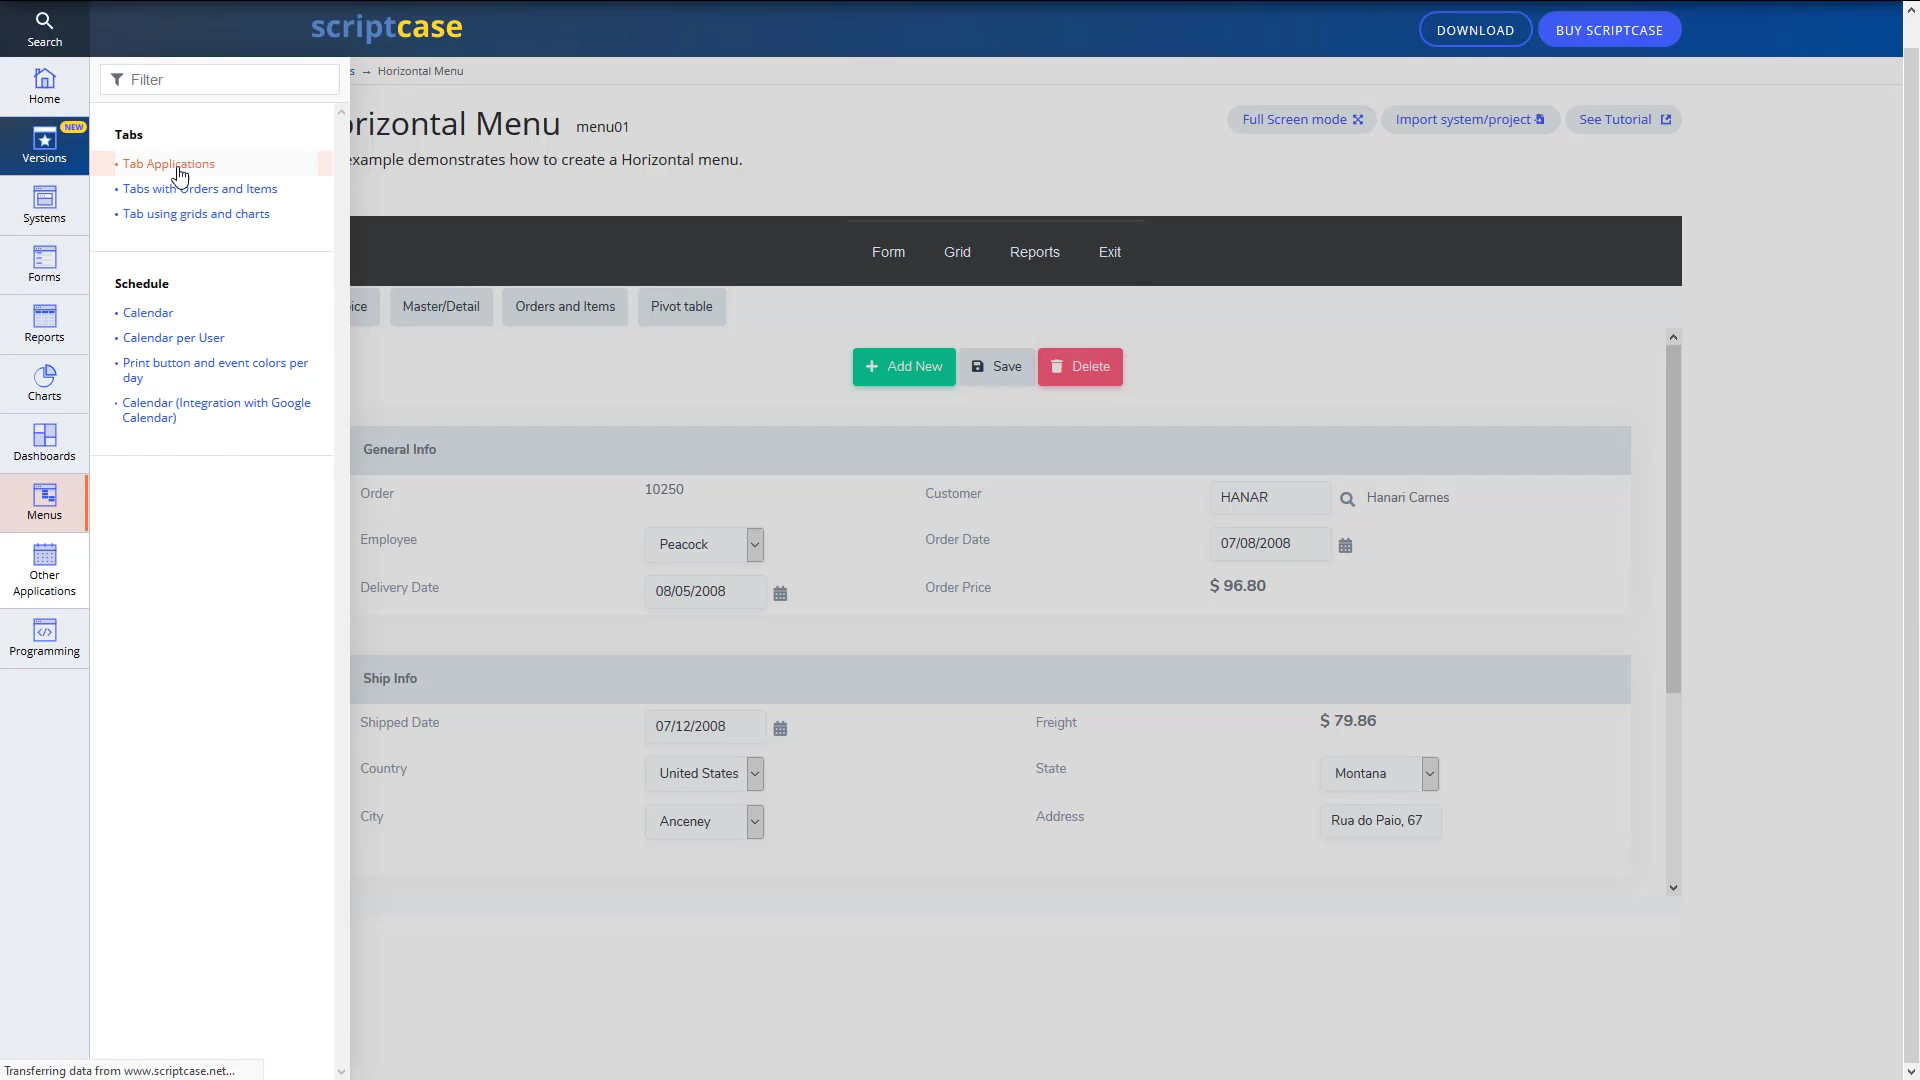 Search
scriptcase
DOWNLOAD
BUY SCRIPTCASE
Home
NEW
Versions
Systems
Forms
Reports
Charts
Dashboards
Menus
Other
Applications
Programming
Filter
Tabs
• Tab Applications
• Tabs with Orders and Items
• Tab using grids and charts
Schedule
• Calendar
• Calendar per User
• Print button and event colors per
day
• Calendar (Integration with Google
Calendar)
s → Horizontal Menu
rizontal Menu menu01
Full Screen mode
Import system/project
See Tutorial
example demonstrates how to create a Horizontal menu.
Form Grid Reports Exit
ice Master/Detail Orders and Items Pivot table
+ Add New Save Delete
General Info
Order 10250 Customer HANAR Hanari Carnes
Employee Peacock Order Date 07/08/2008
Delivery Date 08/05/2008 Order Price $ 96.80
Ship Info
Shipped Date 07/12/2008 Freight $ 79.86
Country United States State Montana
City Anceney Address Rua do Paio, 67
Transferring data from www.scriptcase.net...